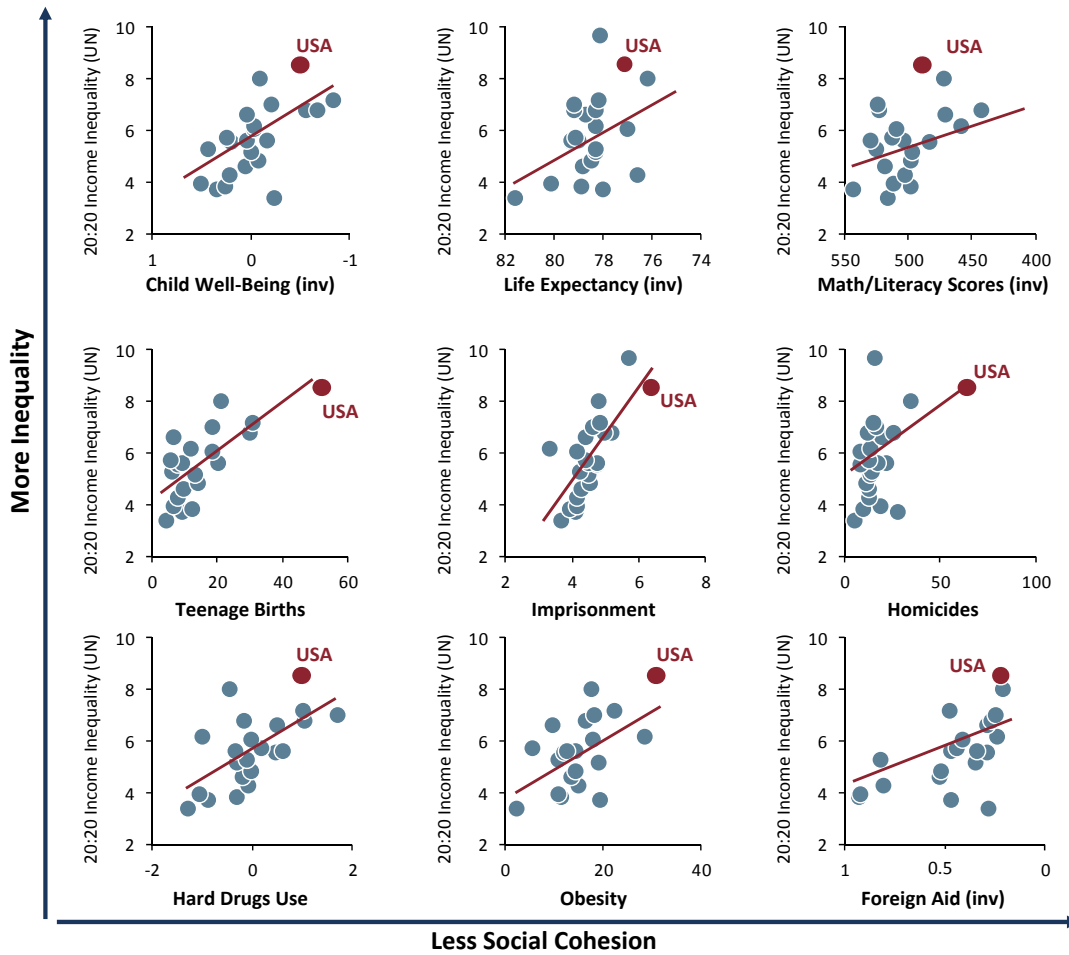 More Inequality
20:20 Income Inequality (UN)
10
8
6
4
2
USA
1
0
-1
Child Well-Being (inv)
20:20 Income Inequality (UN)
10
8
6
4
2
USA
82
80
78
76
74
Life Expectancy (inv)
20:20 Income Inequality (UN)
10
8
6
4
2
USA
550
500
450
400
Math/Literacy Scores (inv)
20:20 Income Inequality (UN)
10
8
6
4
2
USA
0
20
40
60
Teenage Births
20:20 Income Inequality (UN)
10
8
6
4
2
USA
2
4
6
8
Imprisonment
20:20 Income Inequality (UN)
10
8
6
4
2
USA
0
50
100
Homicides
20:20 Income Inequality (UN)
10
8
6
4
2
USA
-2
0
2
Hard Drugs Use
20:20 Income Inequality (UN)
10
8
6
4
2
USA
0
20
40
Obesity
20:20 Income Inequality (UN)
10
8
6
4
2
USA
1
0.5
0
Foreign Aid (inv)
Less Social Cohesion